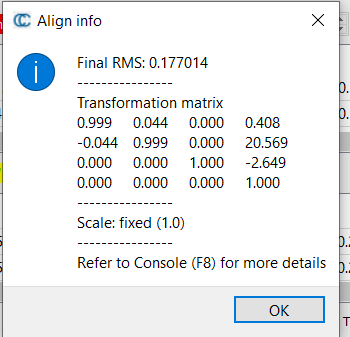 Align info
Final RMS: 0.177014
----------------
Transformation matrix
0.999 0.044 0.000 0.408
-0.044 0.999 0.000 20.569
0.000 0.000 1.000 -2.649
0.000 0.000 0.000 1.000
----------------
Scale: fixed (1.0)
----------------
Refer to Console (F8) for more details
OK